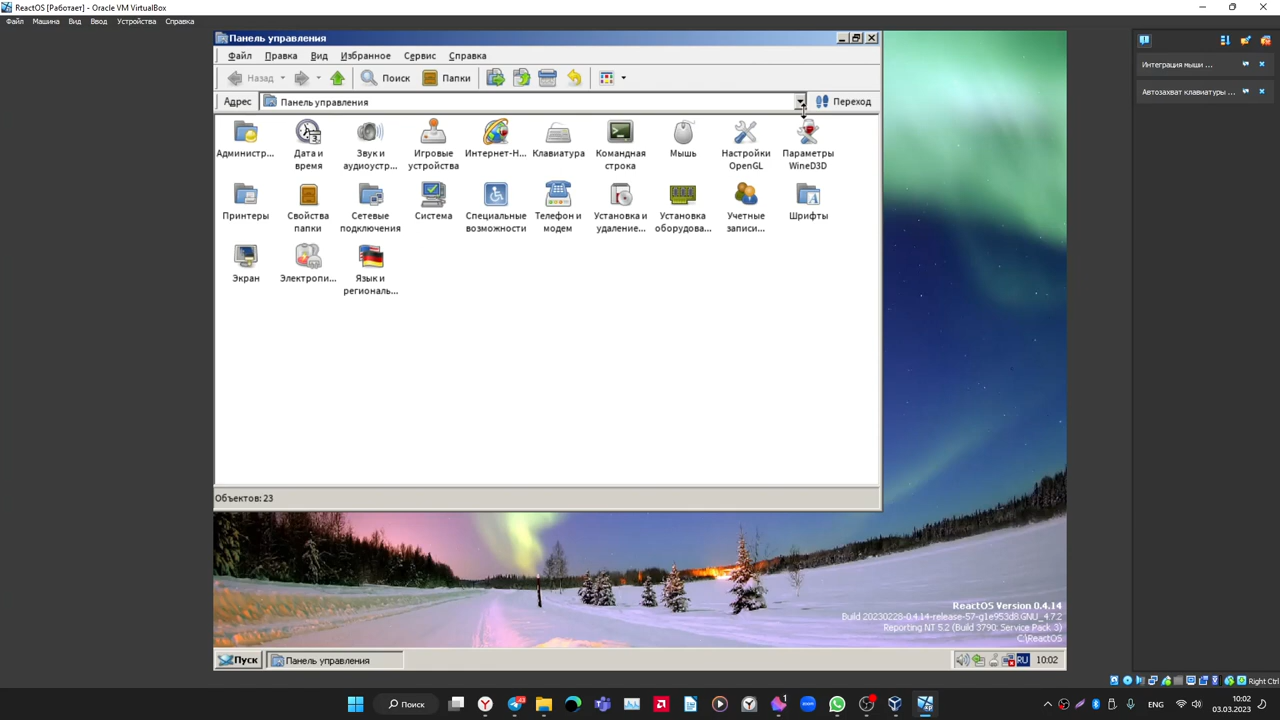 ReactOS [Работает] - Oracle VM VirtualBox
Файл Машина Вид Ввод Устройства Справка
Панель управления
Файл Правка Вид Избранное Сервис Справка
Назад Поиск Папки
Адрес Панель управления Переход
Админист... Дата и время Звук и аудиоустр... Игровые устройства Интернет-Н... Клавиатура Командная строка Мышь Настройки OpenGL Параметры WineD3D
Принтеры Свойства папки Сетевые подключения Система Специальные возможности Телефон и модем Установка и удаление... Установка оборудова... Учетные записи... Шрифты
Экран Электропи... Язык и региональ...
Объектов: 23
Интеграция мыши ...
Автозахват клавиатуры ...
ReactOS Version 0.4.14
Build 20230228-0.4.14-release-57-g1e953d8.GNU_4.7.2
Reporting NT 5.2 (Build 3790: Service Pack 3)
C:\ReactOS
Пуск Панель управления RU 10:02
Right Ctrl
Поиск 43 1 ENG 10:02
03.03.2023